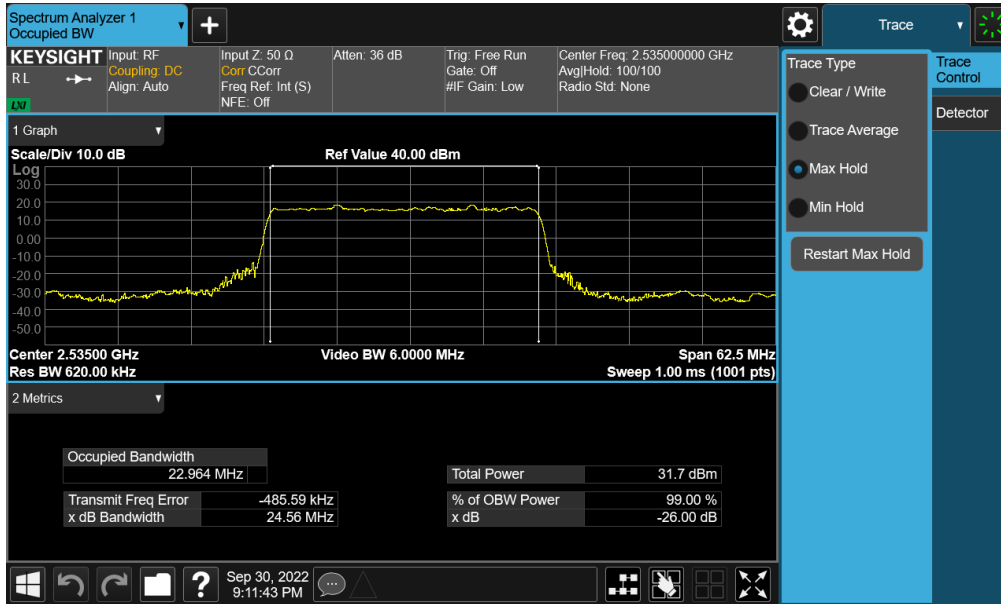 Spectrum Analyzer 1
Occupied BW
+
Trace
KEYSIGHT
R L
LXI
Input: RF
Coupling: DC
Align: Auto
Input Z: 50 Ω
Corr CCorr
Freq Ref: Int (S)
NFE: Off
Atten: 36 dB
Trig: Free Run
Gate: Off
#IF Gain: Low
Center Freq: 2.535000000 GHz
Avg|Hold: 100/100
Radio Std: None
Trace Type
Clear / Write
Trace Average
Max Hold
Min Hold
Restart Max Hold
Trace
Control
Detector
1 Graph
Scale/Div 10.0 dB
Ref Value 40.00 dBm
Log
30.0
20.0
10.0
0.00
-10.0
-20.0
-30.0
-40.0
-50.0
Center 2.53500 GHz
Video BW 6.0000 MHz
Span 62.5 MHz
Res BW 620.00 kHz
Sweep 1.00 ms (1001 pts)
2 Metrics
Occupied Bandwidth
22.964 MHz
Total Power 31.7 dBm
Transmit Freq Error -485.59 kHz
% of OBW Power 99.00 %
x dB Bandwidth 24.56 MHz
x dB -26.00 dB
?
Sep 30, 2022
9:11:43 PM